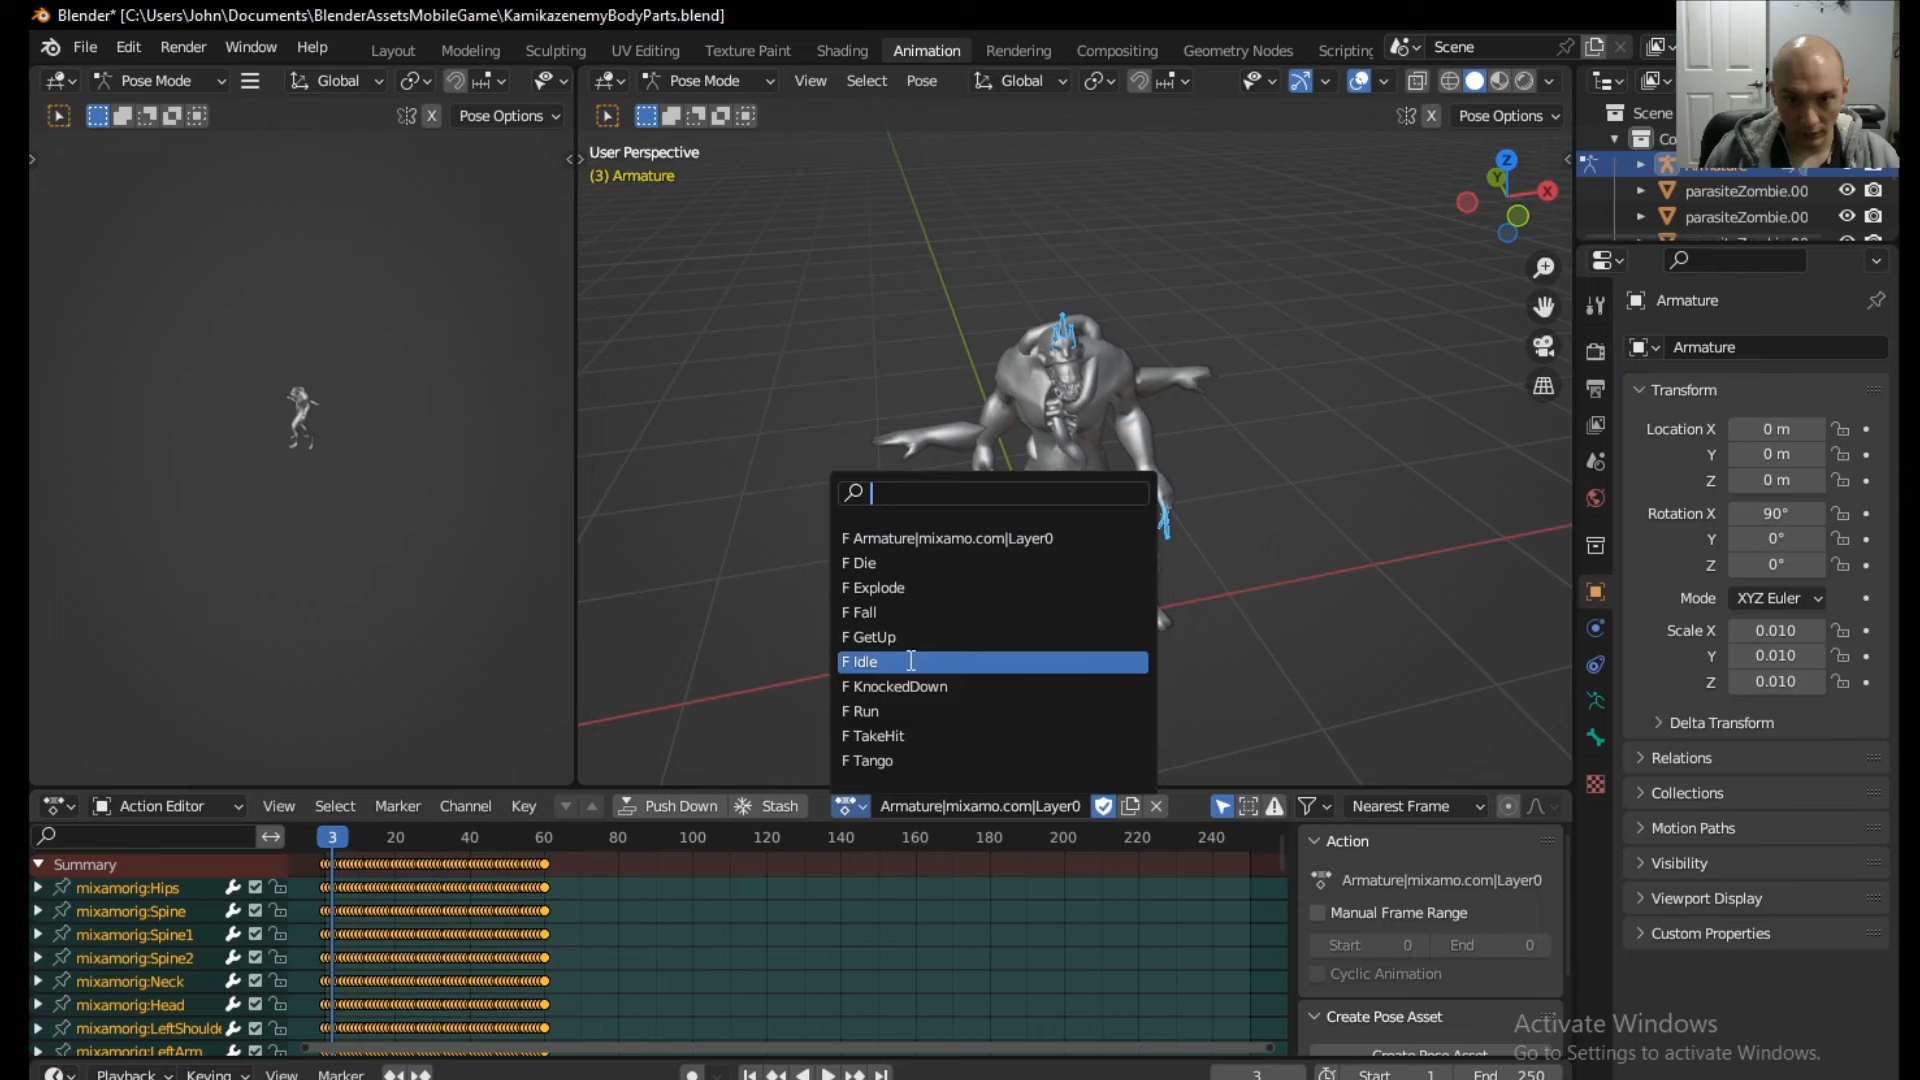 Blender* [C:\Users\John\Documents\BlenderAssetsMobileGame\KamikazenemyBodyParts.blend]
File Edit Render Window Help Layout Modeling Sculpting UV Editing Texture Paint Shading Animation Rendering Compositing Geometry Nodes Scripting Scene
Pose Mode Global Pose Mode View Select Pose Global
X Pose Options X Pose Options
Scene
Co
User Perspective
(3) Armature
Z
Y
X
Armature
parasiteZombie.00
parasiteZombie.00
parasiteZombie.00
Armature
Armature
Transform
Location X 0 m
Y 0 m
Z 0 m
Rotation X 90°
Y 0°
Z 0°
Mode XYZ Euler
Scale X 0.010
Y 0.010
Z 0.010
Delta Transform
Relations
Collections
Motion Paths
Visibility
Viewport Display
Custom Properties
F Armature|mixamo.com|Layer0
F Die
F Explode
F Fall
F GetUp
F Idle
F KnockedDown
F Run
F TakeHit
F Tango
Action Editor View Select Marker Channel Key Push Down Stash Armature|mixamo.com|Layer0 Nearest Frame
3 20 40 60 80 100 120 140 160 180 200 220 240
Summary
mixamorig:Hips
mixamorig:Spine
mixamorig:Spine1
mixamorig:Spine2
mixamorig:Neck
mixamorig:Head
mixamorig:LeftShoulde
mixamorig:LeftArm
Action
Armature|mixamo.com|Layer0
Manual Frame Range
Start 0 End 0
Cyclic Animation
Create Pose Asset
Create Pose Asset
Activate Windows
Go to Settings to activate Windows.
Playback Keying View Marker 3 Start 1 End 250